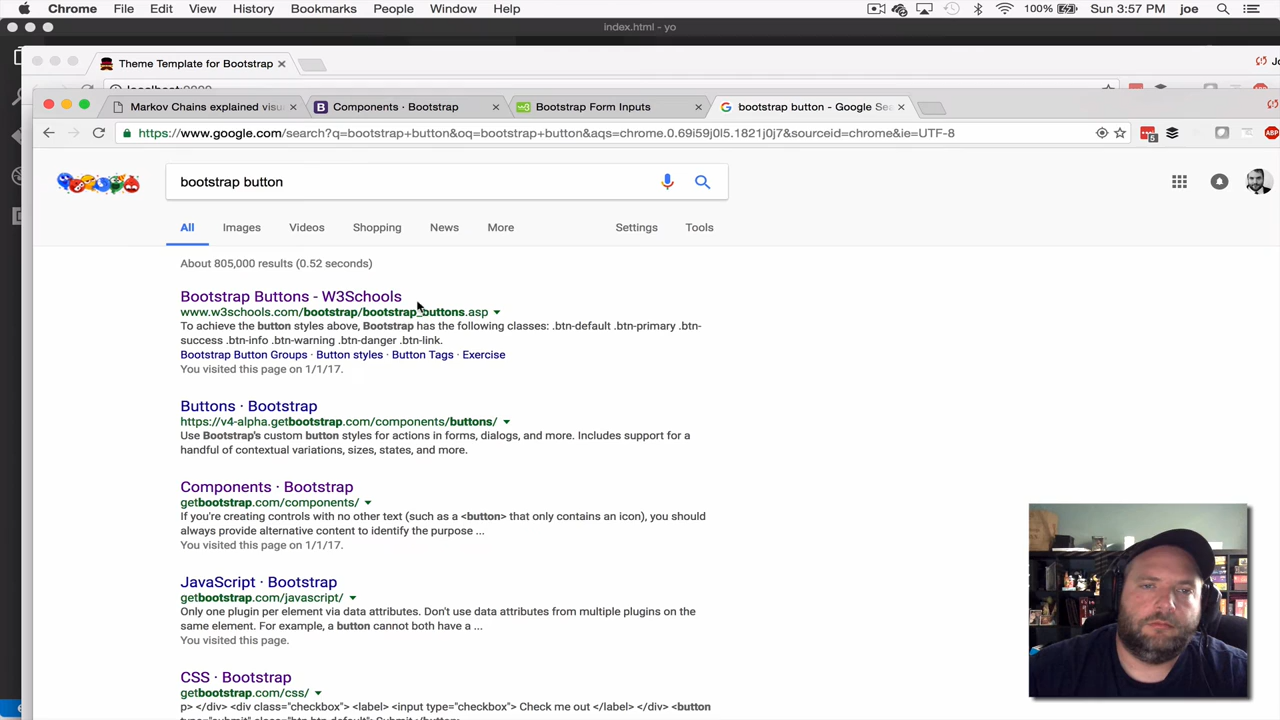 Chrome File Edit View History Bookmarks People Window Help 100% Sun 3:57 PM joe
index.html - yo
Theme Template for Bootstrap
Markov Chains explained visu Components · Bootstrap Bootstrap Form Inputs bootstrap button - Google Sea
https://www.google.com/search?q=bootstrap+button&oq=bootstrap+button&aqs=chrome.0.69i59j0l5.1821j0j7&sourceid=chrome&ie=UTF-8
5 ABP
bootstrap button
All Images Videos Shopping News More Settings Tools
About 805,000 results (0.52 seconds)
Bootstrap Buttons - W3Schools
www.w3schools.com/bootstrap/bootstrap_buttons.asp
To achieve the button styles above, Bootstrap has the following classes: .btn-default .btn-primary .btn-
success .btn-info .btn-warning .btn-danger .btn-link.
Bootstrap Button Groups · Button styles · Button Tags · Exercise
You visited this page on 1/1/17.
Buttons · Bootstrap
https://v4-alpha.getbootstrap.com/components/buttons/
Use Bootstrap's custom button styles for actions in forms, dialogs, and more. Includes support for a
handful of contextual variations, sizes, states, and more.
Components · Bootstrap
getbootstrap.com/components/
If you're creating controls with no other text (such as a <button> that only contains an icon), you should
always provide alternative content to identify the purpose ...
You visited this page on 1/1/17.
JavaScript · Bootstrap
getbootstrap.com/javascript/
Only one plugin per element via data attributes. Don't use data attributes from multiple plugins on the
same element. For example, a button cannot both have a ...
You visited this page.
CSS · Bootstrap
getbootstrap.com/css/
p> </div> <div class="checkbox"> <label> <input type="checkbox"> Check me out </label> </div> <button